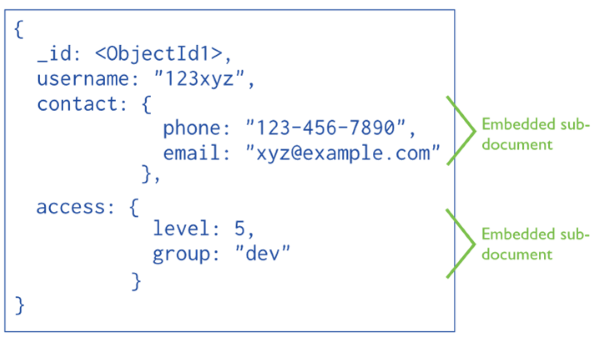 {
_id: <ObjectId1>,
username: "123xyz",
contact: {
phone: "123-456-7890",
email: "xyz@example.com"
},
Embedded sub-
document
access: {
level: 5,
group: "dev"
}
Embedded sub-
document
}